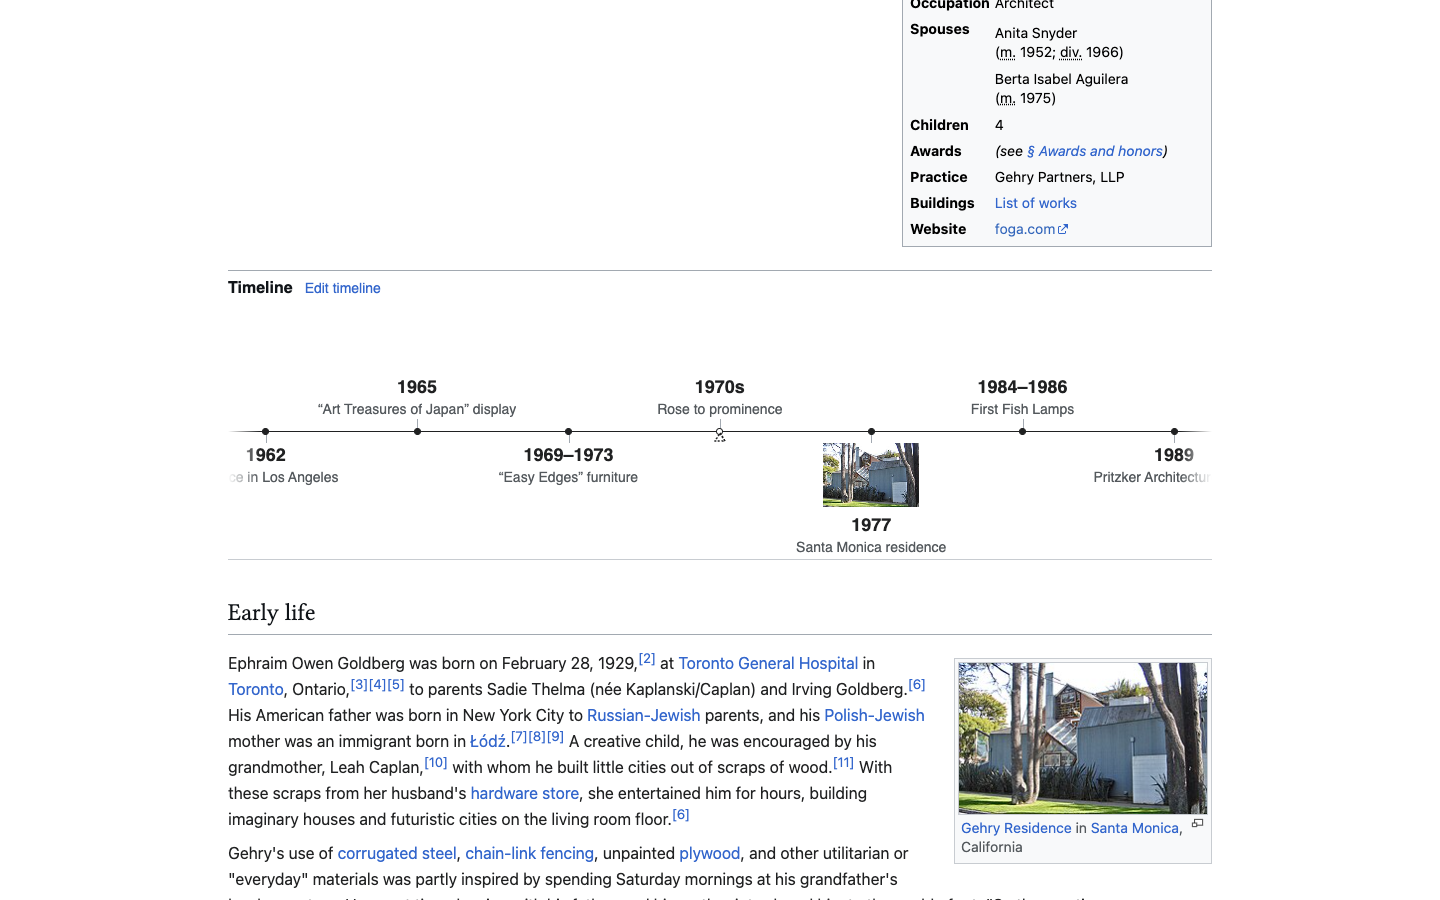 Occupation Architect
Spouses
Anita Snyder
(m. 1952; div. 1966)
Berta Isabel Aguilera
(m. 1975)
Children 4
Awards (see § Awards and honors)
Practice Gehry Partners, LLP
Buildings List of works
Website foga.com
Timeline Edit timeline
1965
“Art Treasures of Japan” display
1970s
Rose to prominence
1984–1986
First Fish Lamps
1962
in Los Angeles
1969–1973
“Easy Edges” furniture
1977
Santa Monica residence
1989
Pritzker
Early life
Ephraim Owen Goldberg was born on February 28, 1929,[2] at Toronto General Hospital in
Toronto, Ontario,[3][4][5] to parents Sadie Thelma (née Kaplanski/Caplan) and Irving Goldberg.[6]
His American father was born in New York City to Russian-Jewish parents, and his Polish-Jewish
mother was an immigrant born in Łódź.[7][8][9] A creative child, he was encouraged by his
grandmother, Leah Caplan,[10] with whom he built little cities out of scraps of wood.[11] With
these scraps from her husband's hardware store, she entertained him for hours, building
imaginary houses and futuristic cities on the living room floor.[6]
Gehry Residence in Santa Monica,
California
Gehry's use of corrugated steel, chain-link fencing, unpainted plywood, and other utilitarian or
"everyday" materials was partly inspired by spending Saturday mornings at his grandfather's